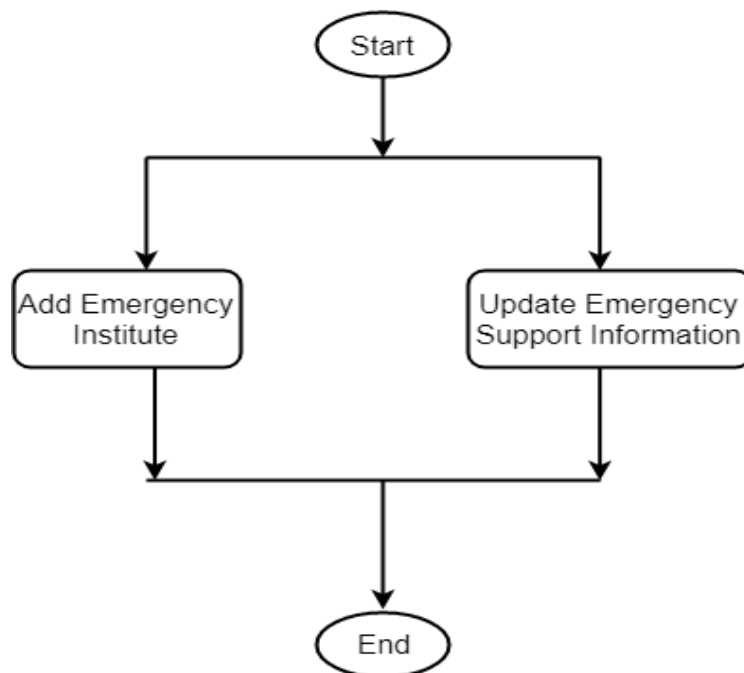 Start
Add Emergency
Institute
Update Emergency
Support Information
End